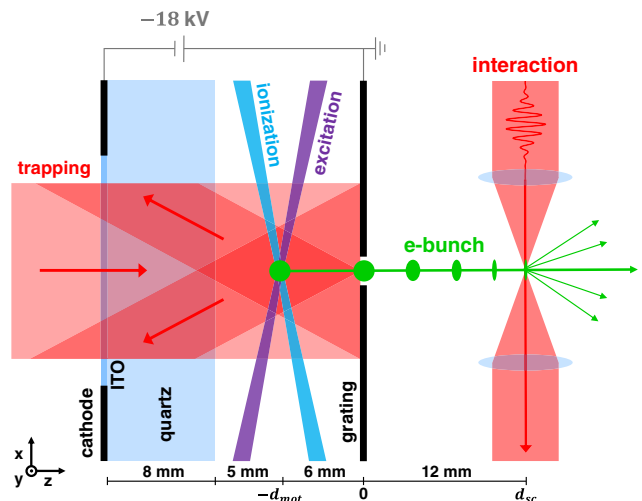 −18 kV
interaction
ionization
excitation
trapping
e-bunch
cathode
ITO
quartz
grating
x
y
z
8 mm
5 mm
6 mm
12 mm
−d_mot
0
d_sc